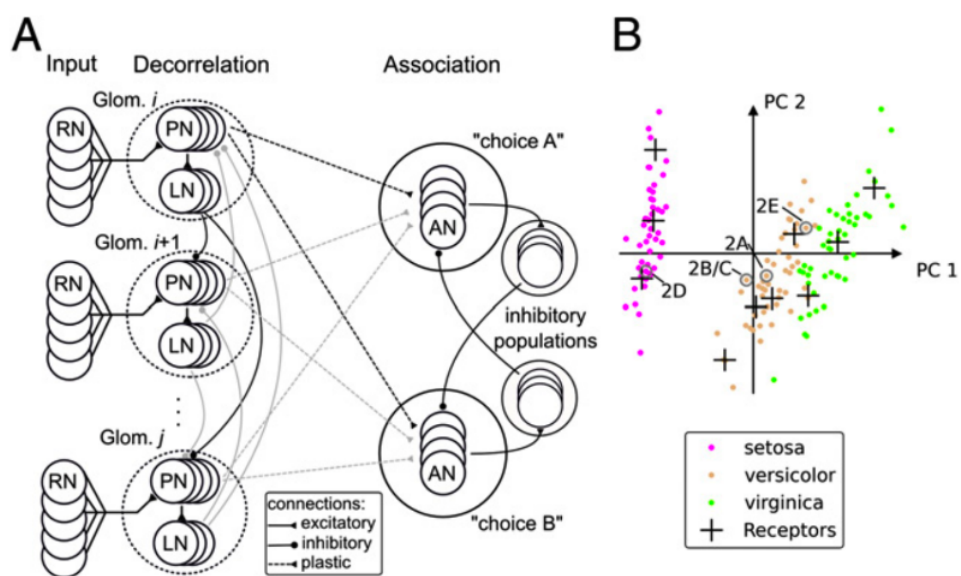 A
Input
Decorrelation
Association
Glom. i
RN
PN
LN
"choice A"
AN
Glom. i+1
RN
PN
LN
inhibitory
populations
Glom. j
RN
PN
LN
AN
"choice B"
connections:
excitatory
inhibitory
plastic
B
PC 2
PC 1
2E
2A
2B/C
2D
setosa
versicolor
virginica
Receptors